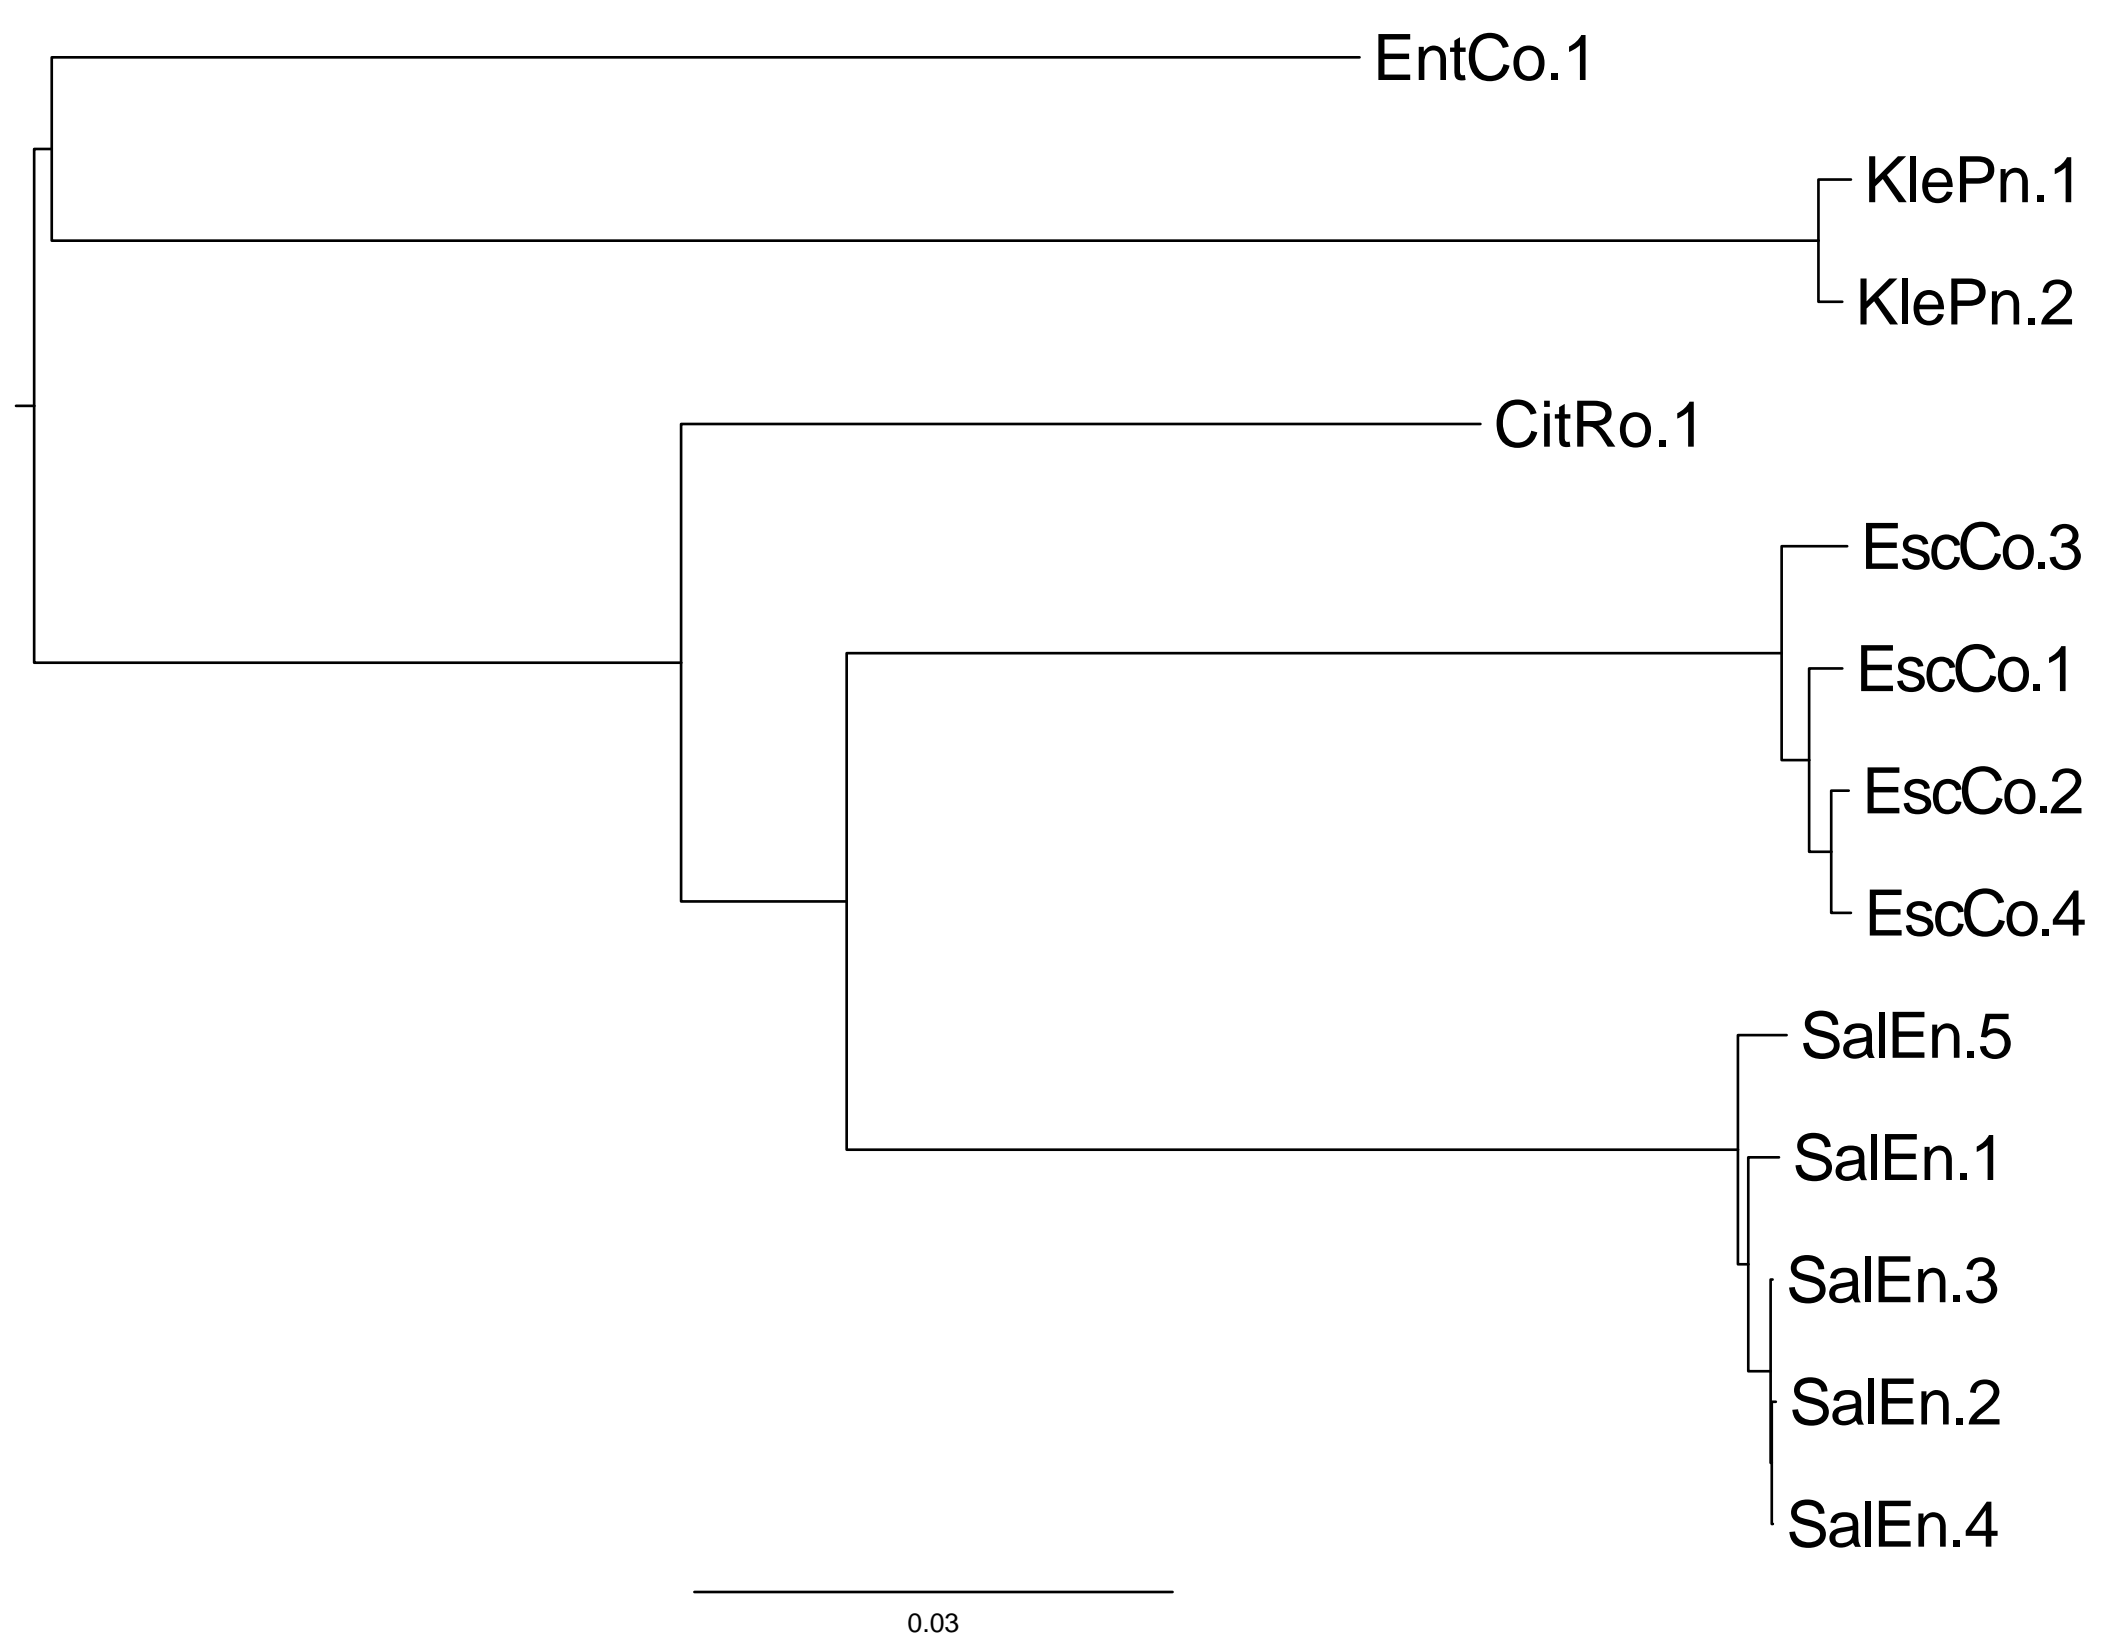 EntCo.1
KlePn.1
KlePn.2
CitRo.1
EscCo.3
EscCo.1
EscCo.2
EscCo.4
SalEn.5
SalEn.1
SalEn.3
SalEn.2
SalEn.4
0.03